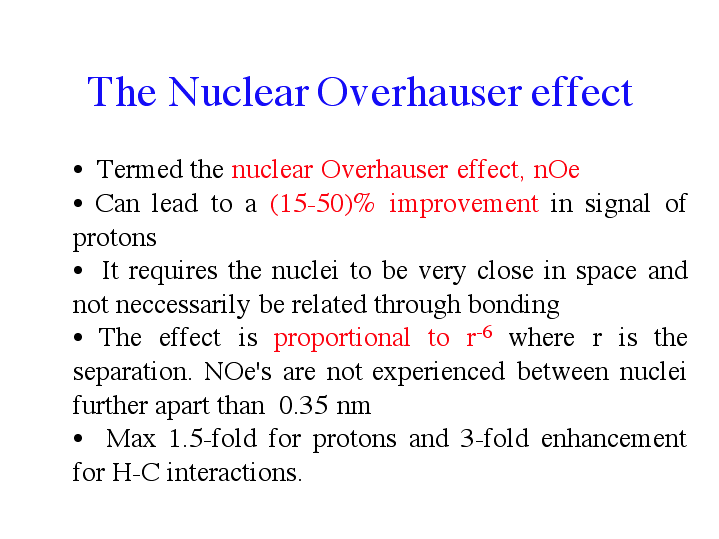 The Nuclear Overhauser effect
• Termed the nuclear Overhauser effect, nOe
• Can lead to a (15-50)% improvement in signal of
protons
• It requires the nuclei to be very close in space and
not neccessarily be related through bonding
• The effect is proportional to r⁻⁶ where r is the
separation. NOe's are not experienced between nuclei
further apart than 0.35 nm
• Max 1.5-fold for protons and 3-fold enhancement
for H-C interactions.